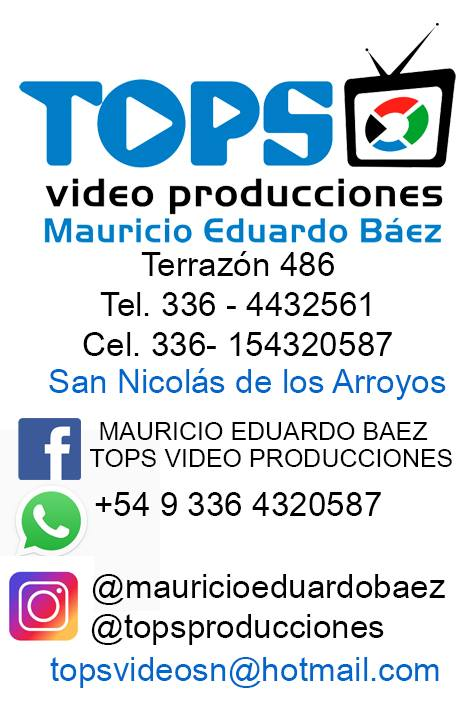 TOPS
video producciones
Mauricio Eduardo Báez
Terrazón 486
Tel. 336 - 4432561
Cel. 336- 154320587
San Nicolás de los Arroyos
MAURICIO EDUARDO BAEZ
TOPS VIDEO PRODUCCIONES
+54 9 336 4320587
@mauricioeduardobaez
@topsproducciones
topsvideosn@hotmail.com